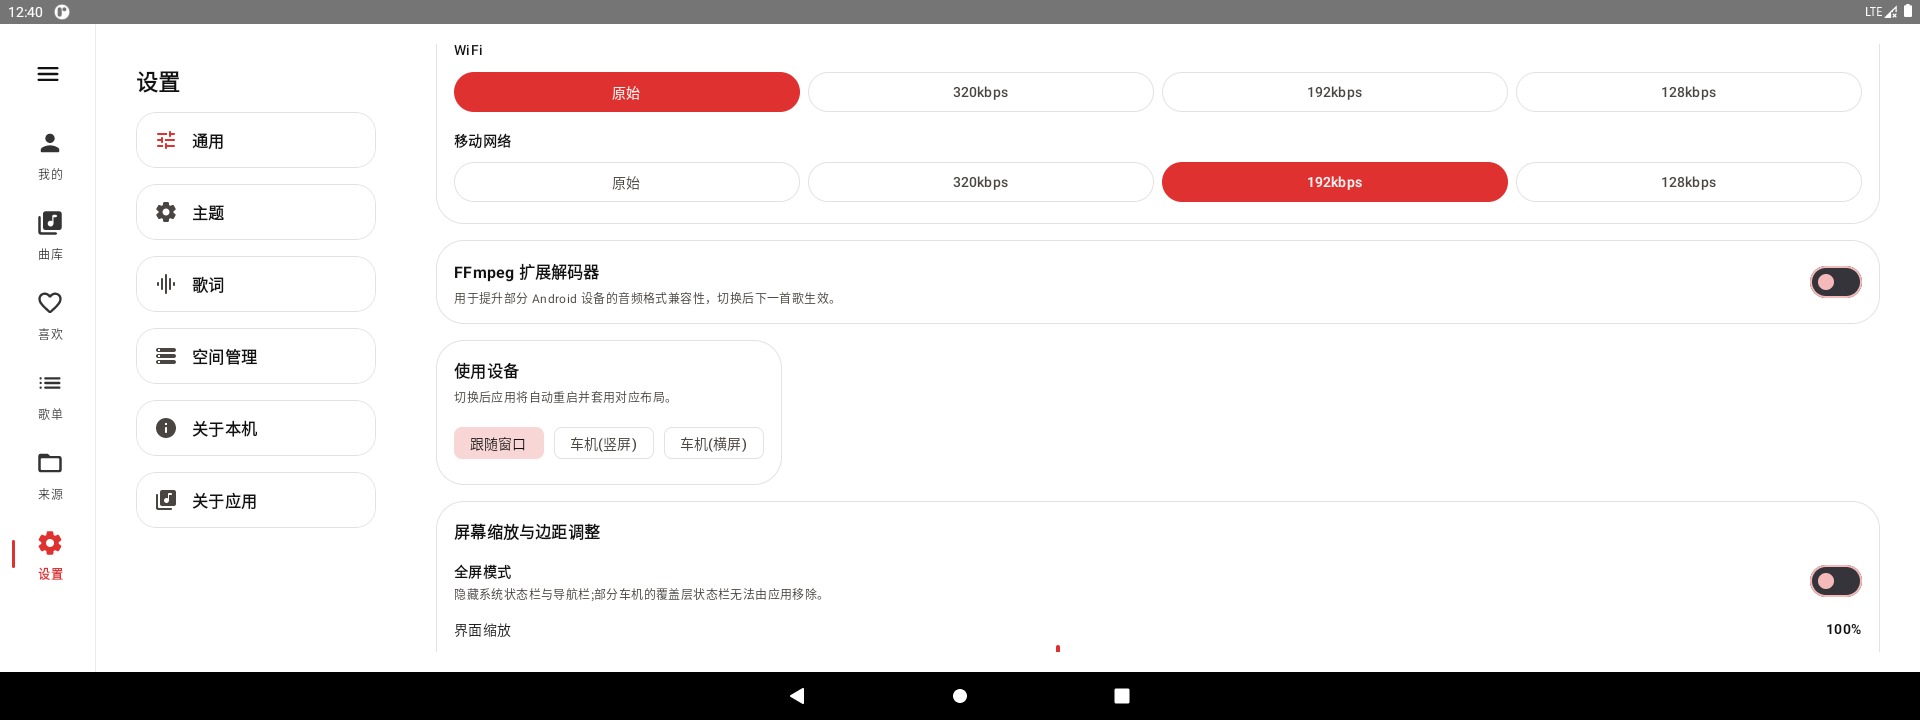 12:40
LTE
设置
通用
主题
歌词
空间管理
关于本机
关于应用
我的
曲库
喜欢
歌单
来源
设置
WiFi
原始 320kbps 192kbps 128kbps
移动网络
原始 320kbps 192kbps 128kbps
FFmpeg 扩展解码器
用于提升部分 Android 设备的音频格式兼容性，切换后下一首歌生效。
使用设备
切换后应用将自动重启并套用对应布局。
跟随窗口 车机(竖屏) 车机(横屏)
屏幕缩放与边距调整
全屏模式
隐藏系统状态栏与导航栏;部分车机的覆盖层状态栏无法由应用移除。
界面缩放 100%